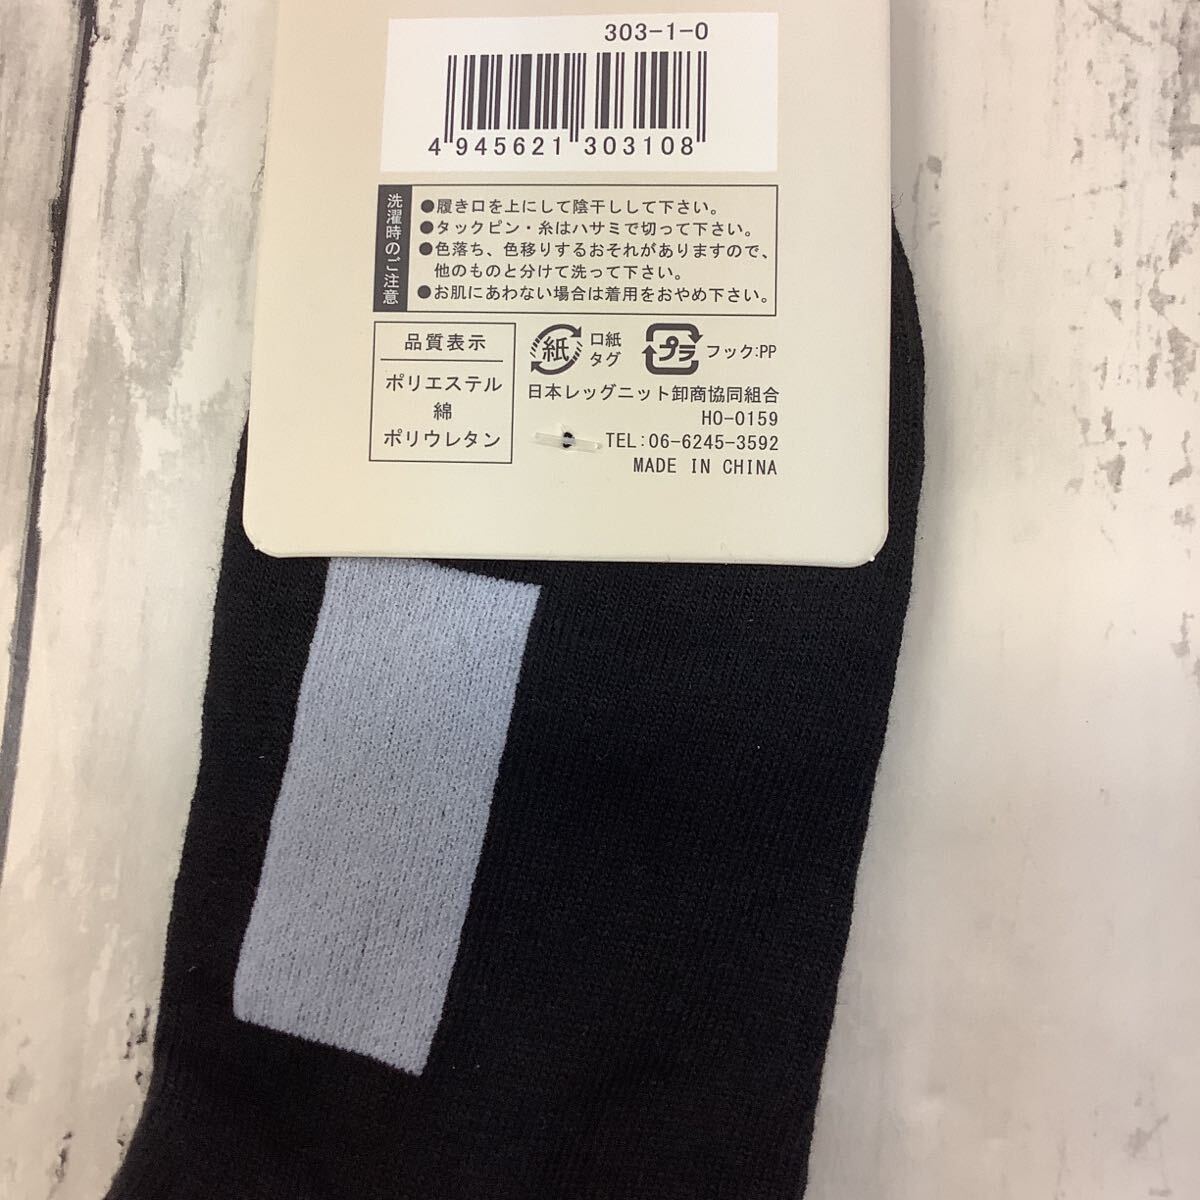 303-1-0
4 945621 303108
洗濯時のご注意
●履き口を上にして陰干しして下さい。
●タックピン・糸はハサミで切って下さい。
●色落ち、色移りするおそれがありますので、
他のものと分けて洗って下さい。
●お肌にあわない場合は着用をおやめ下さい。
品質表示
ポリエステル
綿
ポリウレタン
紙
口紙
タグ
プラ
フック:PP
日本レッグニット卸商協同組合
HO-0159
TEL:06-6245-3592
MADE IN CHINA